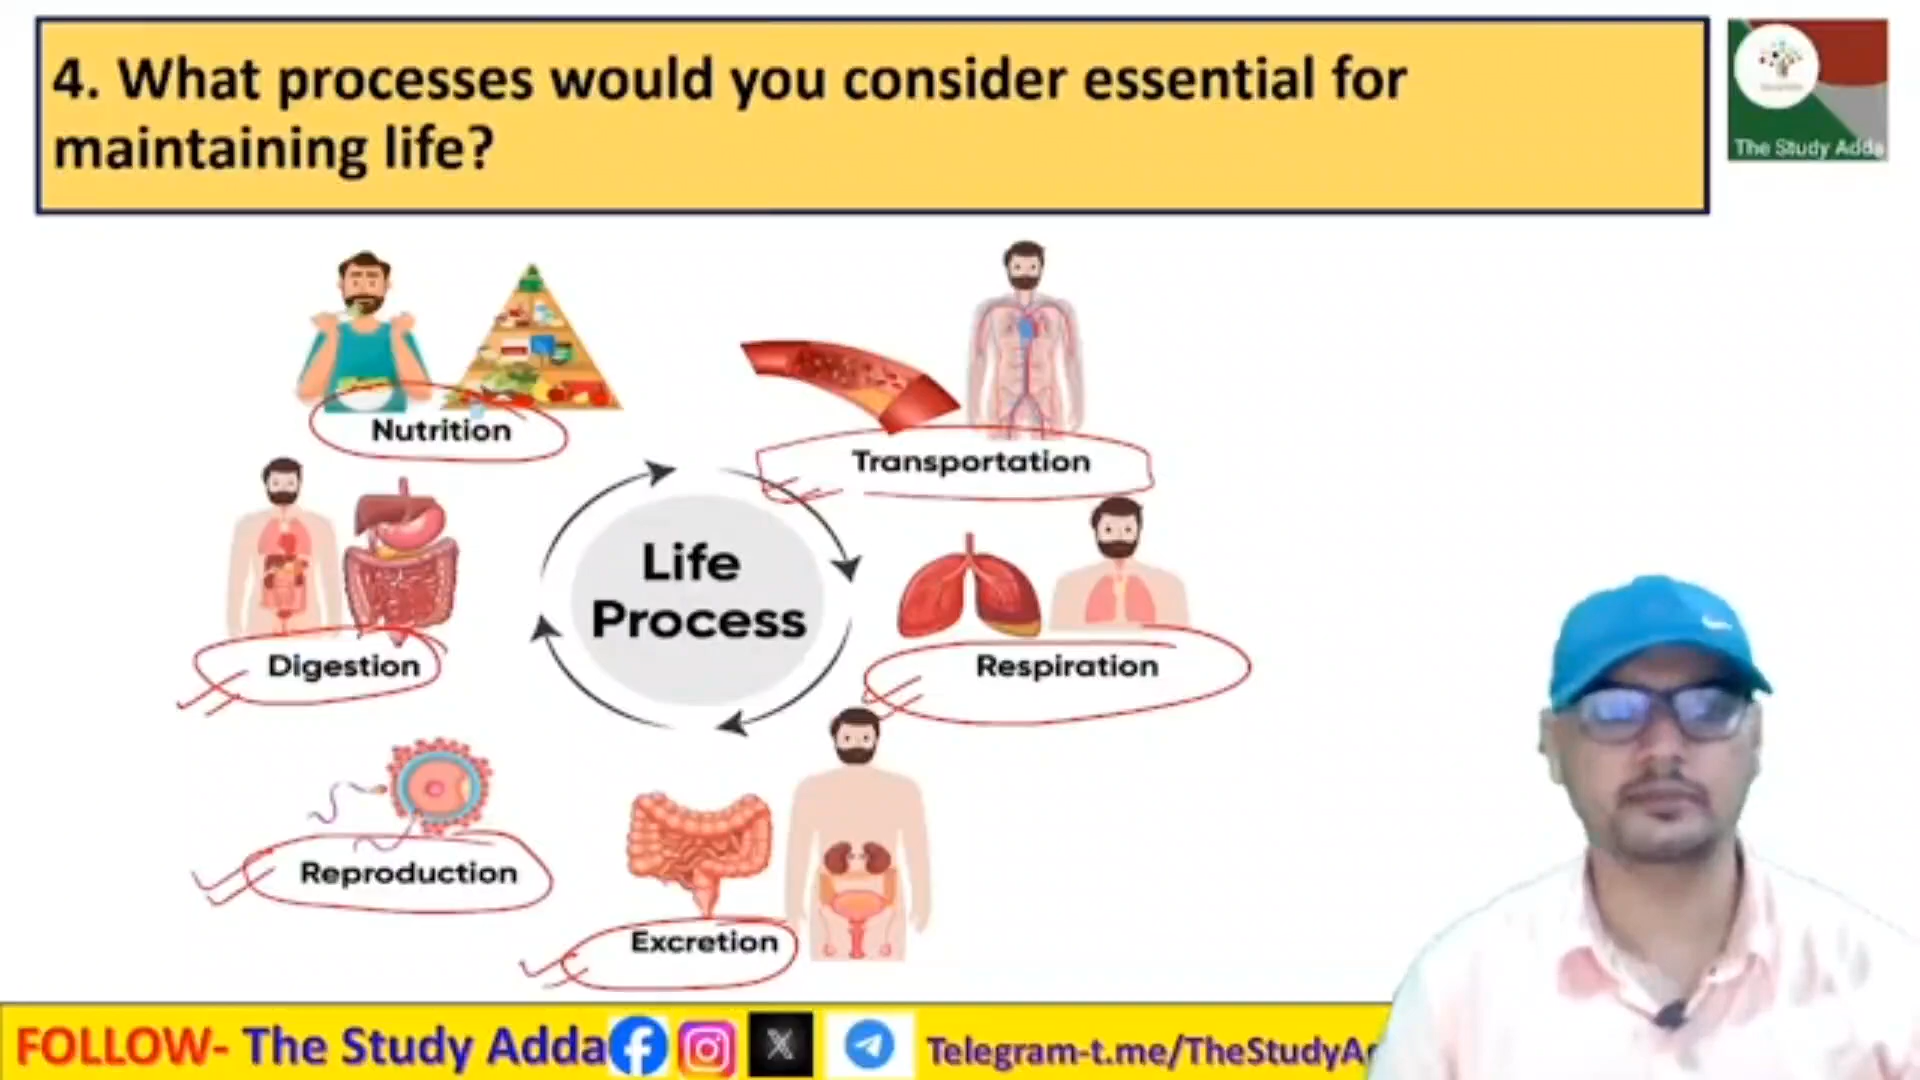 4. What processes would you consider essential for
maintaining life?
The Study Adda
Nutrition
Transportation
Life
Process
Digestion
Respiration
Reproduction
Excretion
FOLLOW- The Study Adda
Telegram-t.me/TheStudyA